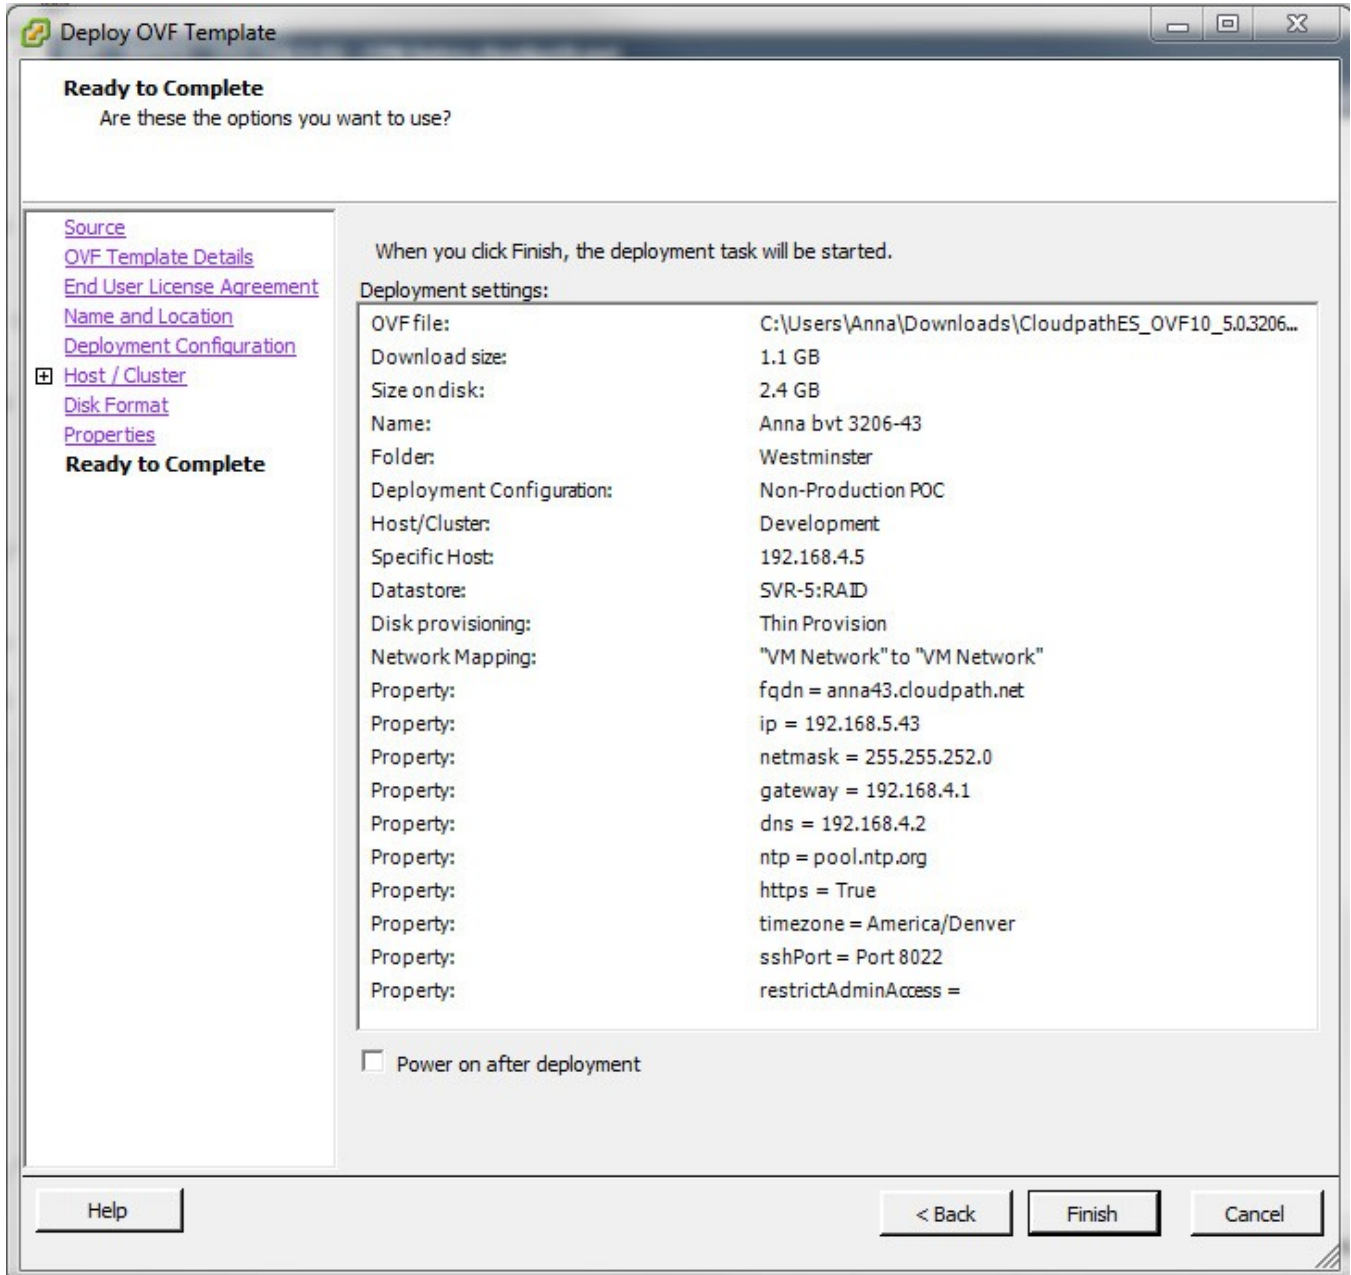 Deploy OVF Template
Ready to Complete
Are these the options you want to use?
Source
OVF Template Details
End User License Agreement
Name and Location
Deployment Configuration
Host / Cluster
Disk Format
Properties
Ready to Complete
When you click Finish, the deployment task will be started.
Deployment settings:
OVF file: C:\Users\Anna\Downloads\CloudpathES_OVF10_5.0.3206...
Download size: 1.1 GB
Size on disk: 2.4 GB
Name: Anna bvt 3206-43
Folder: Westminster
Deployment Configuration: Non-Production POC
Host/Cluster: Development
Specific Host: 192.168.4.5
Datastore: SVR-5:RAID
Disk provisioning: Thin Provision
Network Mapping: "VM Network" to "VM Network"
Property: fqdn = anna43.cloudpath.net
Property: ip = 192.168.5.43
Property: netmask = 255.255.252.0
Property: gateway = 192.168.4.1
Property: dns = 192.168.4.2
Property: ntp = pool.ntp.org
Property: https = True
Property: timezone = America/Denver
Property: sshPort = Port 8022
Property: restrictAdminAccess =
Power on after deployment
Help < Back Finish Cancel